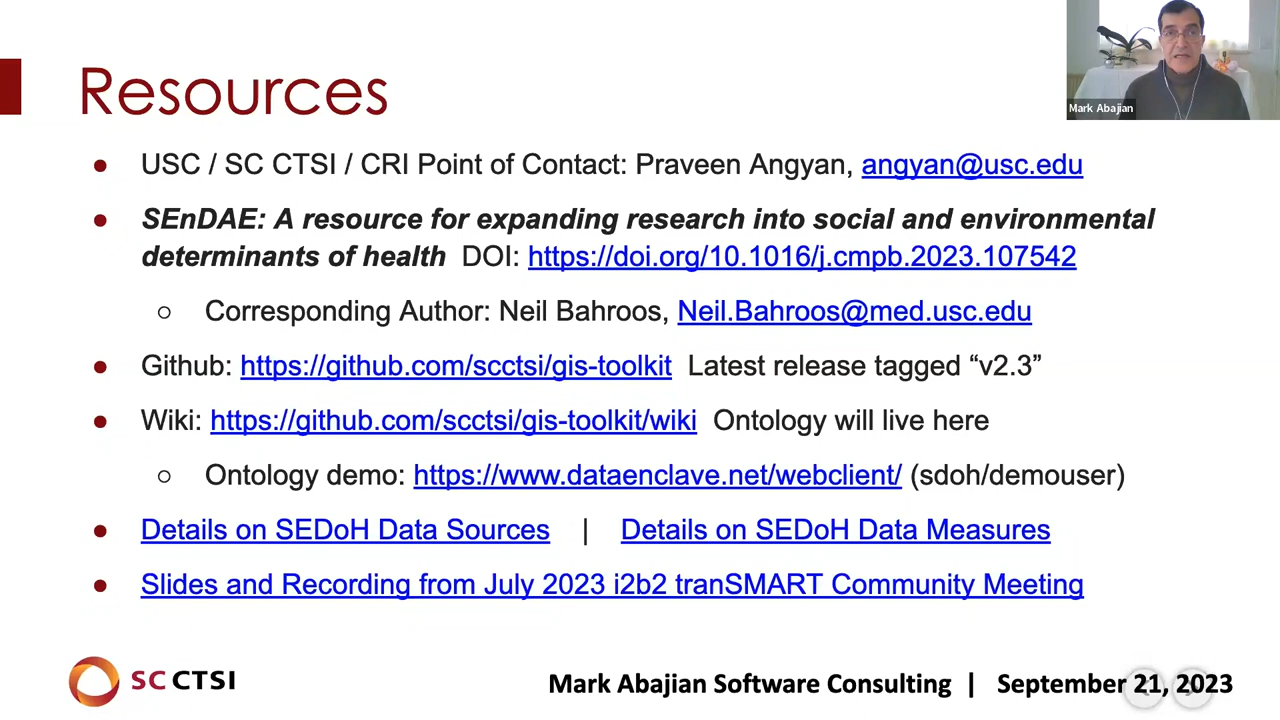 Resources
Mark Abajian
● USC / SC CTSI / CRI Point of Contact: Praveen Angyan, angyan@usc.edu
● SEnDAE: A resource for expanding research into social and environmental
determinants of health DOI: https://doi.org/10.1016/j.cmpb.2023.107542
○ Corresponding Author: Neil Bahroos, Neil.Bahroos@med.usc.edu
● Github: https://github.com/scctsi/gis-toolkit Latest release tagged “v2.3”
● Wiki: https://github.com/scctsi/gis-toolkit/wiki Ontology will live here
○ Ontology demo: https://www.dataenclave.net/webclient/ (sdoh/demouser)
● Details on SEDoH Data Sources | Details on SEDoH Data Measures
● Slides and Recording from July 2023 i2b2 tranSMART Community Meeting
SC CTSI
Mark Abajian Software Consulting | September 21, 2023